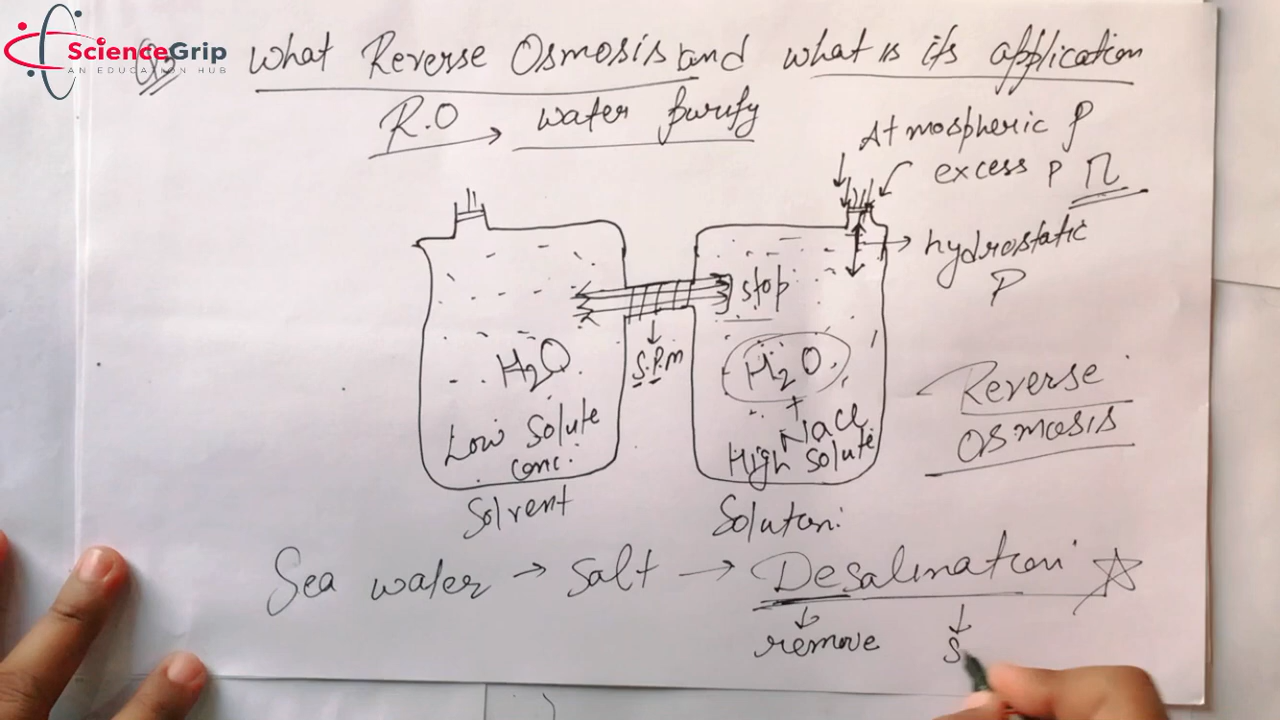 ScienceGrip
AN EDUCATION HUB
What Reverse Osmosis and what is its application
R.O → water purify
Atmospheric P
excess P π
hydrostatic
P
stop
S.P.M
H2O
Low Solute
conc.
Solvent
H2O
+
NaCl
High Solute
Solution:
Reverse
osmosis
Sea water → Salt → Desalination
remove
S